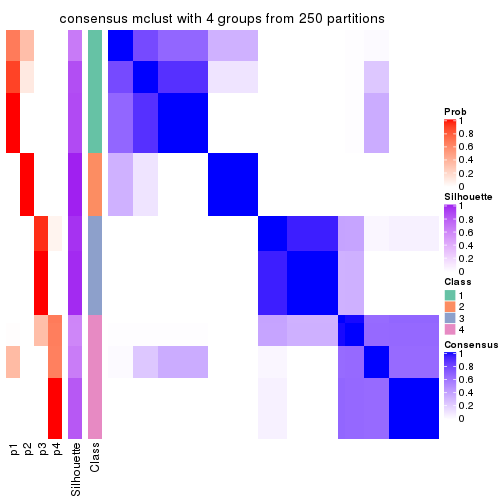 consensus mclust with 4 groups from 250 partitions
Prob
1
0.8
0.6
0.4
0.2
0
Silhouette
1
0.8
0.6
0.4
0.2
0
Class
1
2
3
4
Consensus
1
0.8
0.6
0.4
0.2
0
p1
p2
p3
p4
Silhouette
Class